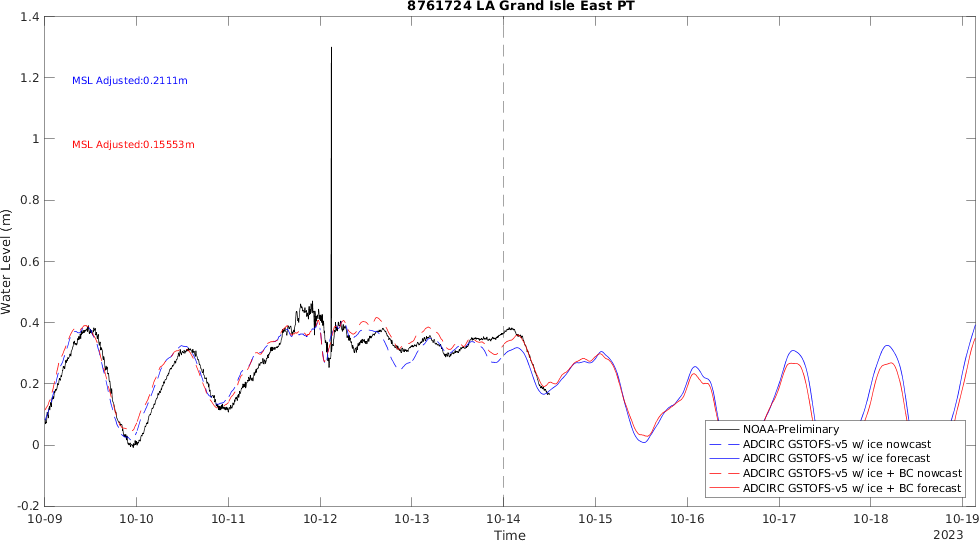 8761724 LA Grand Isle East PT
1.4
1.2
1
0.8
0.6
0.4
0.2
0
-0.2
Water Level (m)
MSL Adjusted:0.2111m
MSL Adjusted:0.15553m
NOAA-Preliminary
ADCIRC GSTOFS-v5 w/ ice nowcast
ADCIRC GSTOFS-v5 w/ ice forecast
ADCIRC GSTOFS-v5 w/ ice + BC nowcast
ADCIRC GSTOFS-v5 w/ ice + BC forecast
10-09 10-10 10-11 10-12 10-13 10-14 10-15 10-16 10-17 10-18 10-19
Time
2023